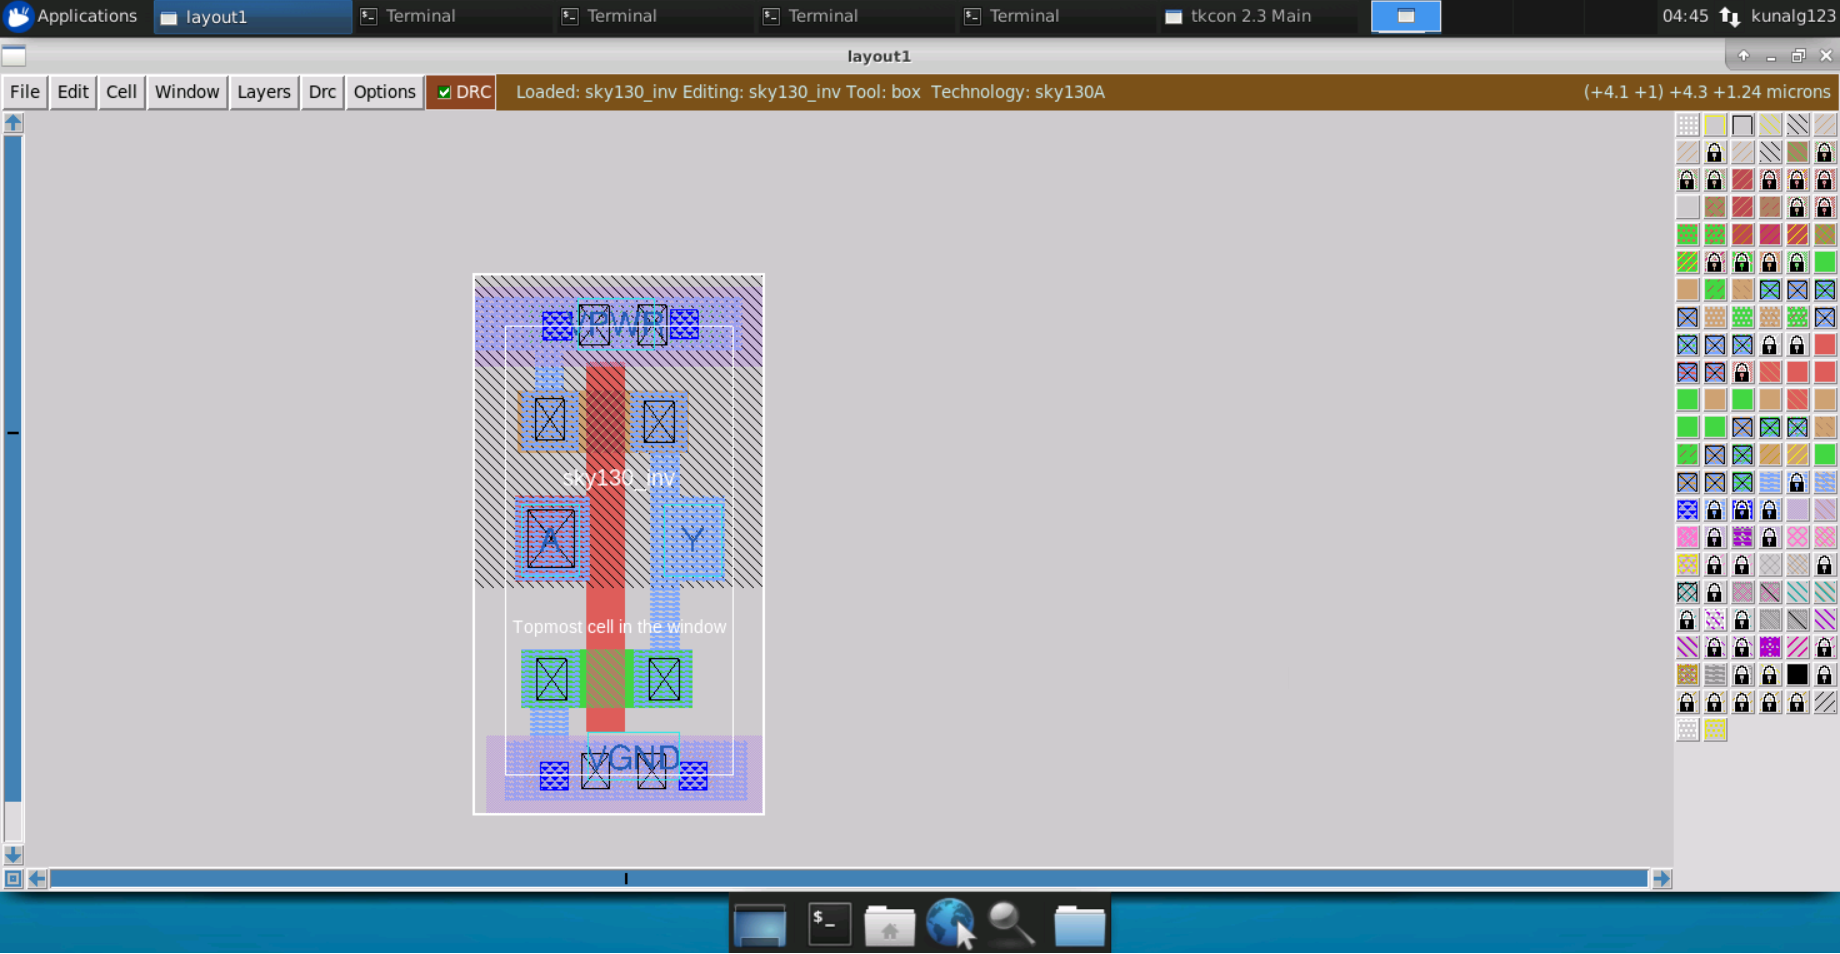 Applications layout1 Terminal Terminal Terminal Terminal tkcon 2.3 Main 04:45 kunalg123
layout1
File Edit Cell Window Layers Drc Options DRC Loaded: sky130_inv Editing: sky130_inv Tool: box Technology: sky130A (+4.1 +1) +4.3 +1.24 microns
VPWR
sky130_inv
A Y
Topmost cell in the window
VGND
$_